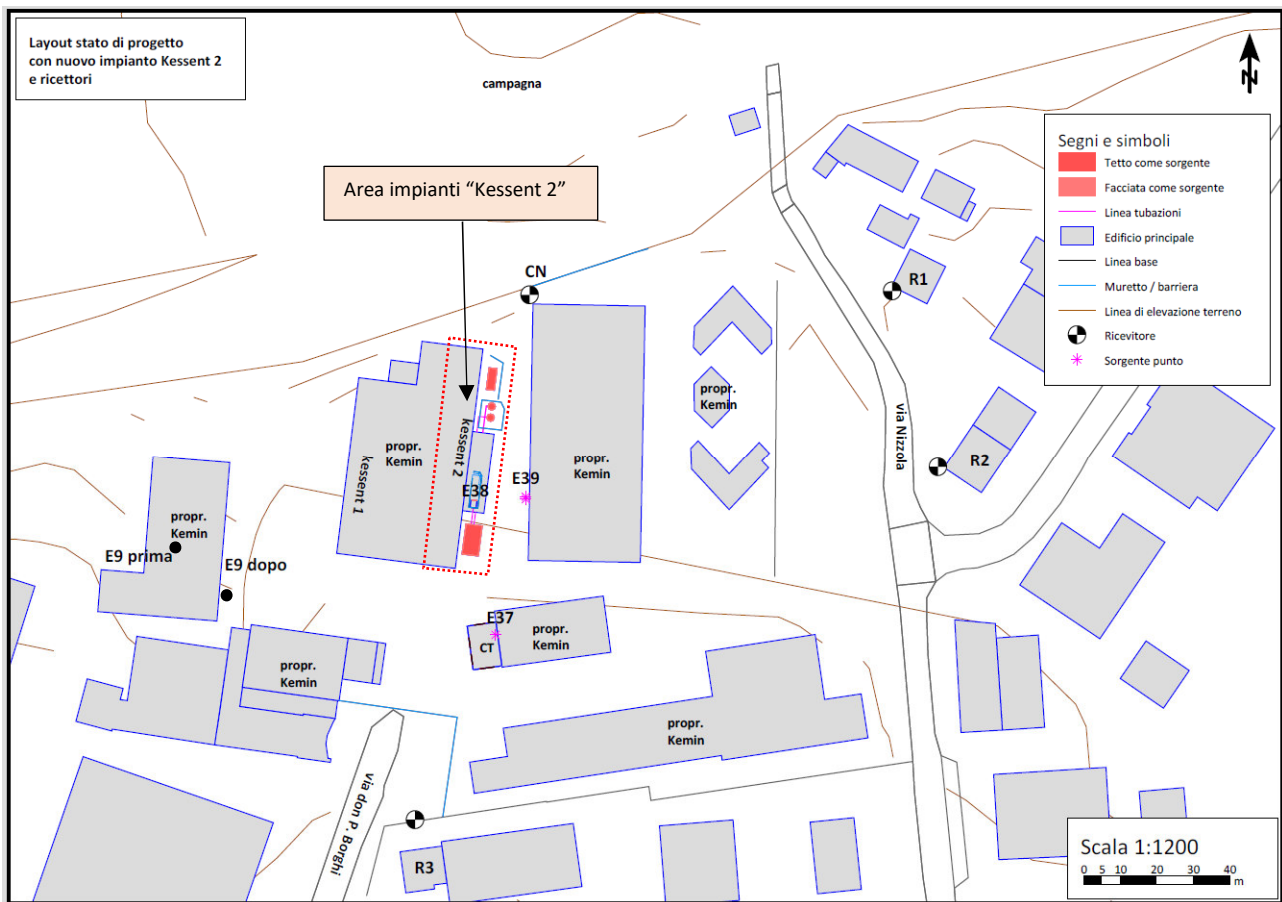 Layout stato di progetto
con nuovo impianto Kessent 2
e ricettori
campagna
N
Area impianti “Kessent 2”
Segni e simboli
Tetto come sorgente
Facciata come sorgente
Linea tubazioni
Edificio principale
Linea base
Muretto / barriera
Linea di elevazione terreno
Ricevitore
Sorgente punto
CN
R1
propr.
Kemin
kessent 1
kessent 2
propr.
Kemin
propr.
Kemin
via Nizzola
R2
E38
E39
propr.
Kemin
E9 prima
E9 dopo
E37
CT
propr.
Kemin
propr.
Kemin
propr.
Kemin
via don P. Borghi
R3
Scala 1:1200
0 5 10 20 30 40
m